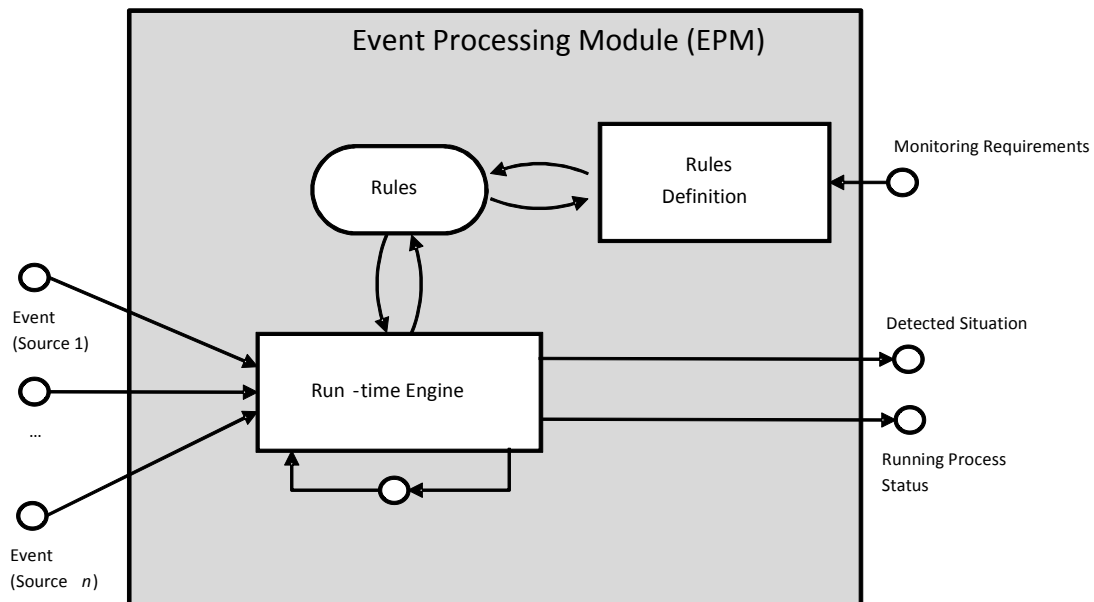 Event Processing Module (EPM)
Rules
Definition
Monitoring Requirements
Rules
Event
(Source 1)
Detected Situation
Run -time Engine
...
Running Process
Status
Event
(Source n)